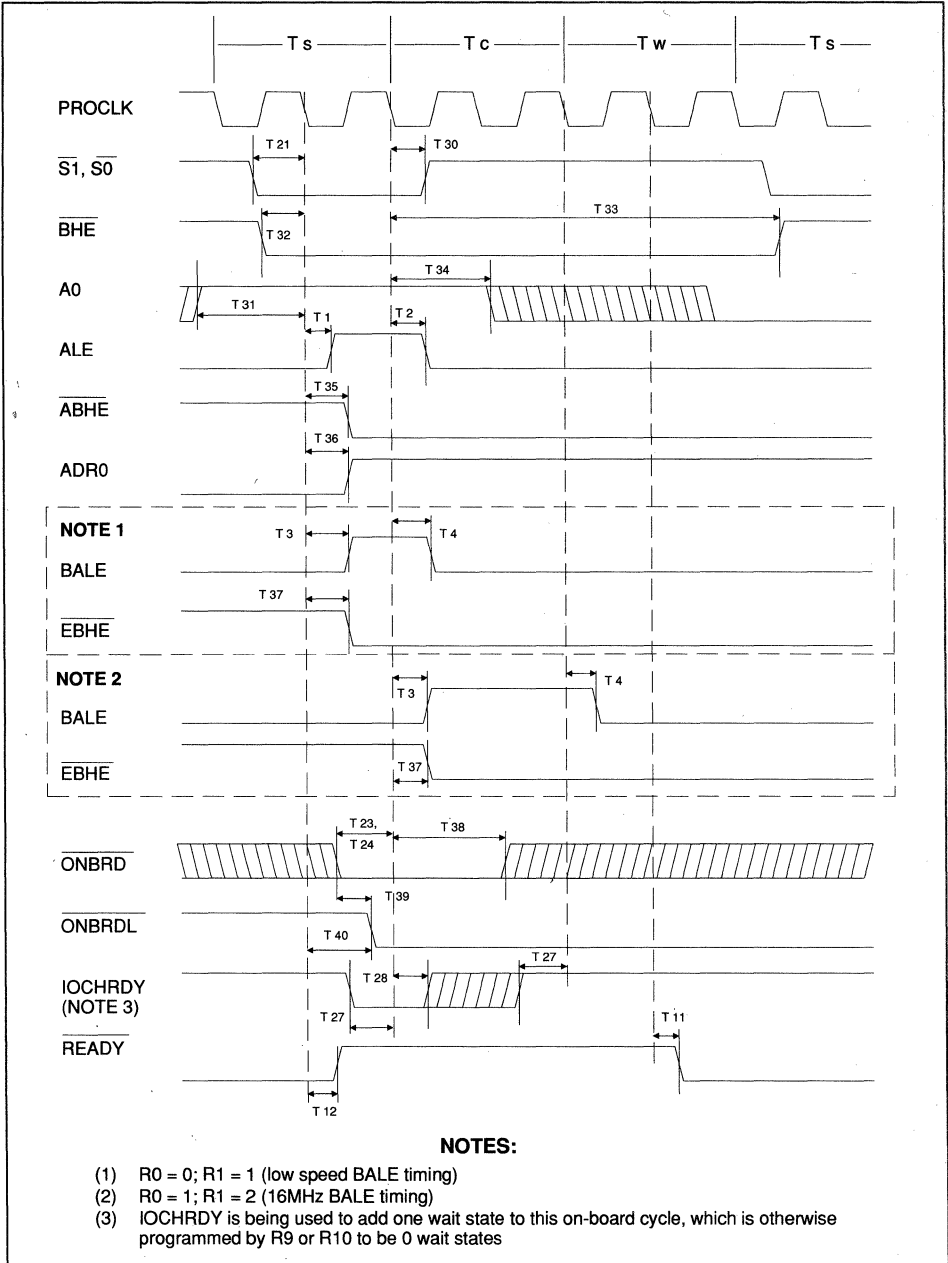 T s T c T w T s
PROCLK
T 21 T 30
S1, S0
T 33
BHE
T 32
T 34
A0
T 31
T 1 T 2
ALE
T 35
ABHE
T 36
ADR0
NOTE 1
T 3 T 4
BALE
T 37
EBHE
NOTE 2
T 3 T 4
BALE
T 37
EBHE
T 23,
T 24
T 38
ONBRD
T 39
ONBRDL
T 40
T 27
T 28
IOCHRDY
(NOTE 3)
T 27 T 11
READY
T 12
NOTES:
(1) R0 = 0; R1 = 1 (low speed BALE timing)
(2) R0 = 1; R1 = 2 (16MHz BALE timing)
(3) IOCHRDY is being used to add one wait state to this on-board cycle, which is otherwise
programmed by R9 or R10 to be 0 wait states